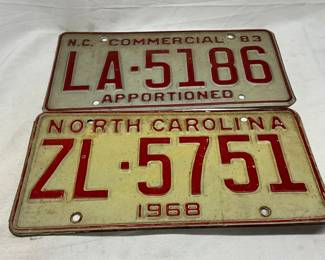 N.C. COMMERCIAL 83
LA-5186
APPORTIONED
NORTH CAROLINA
ZL-5751
1968